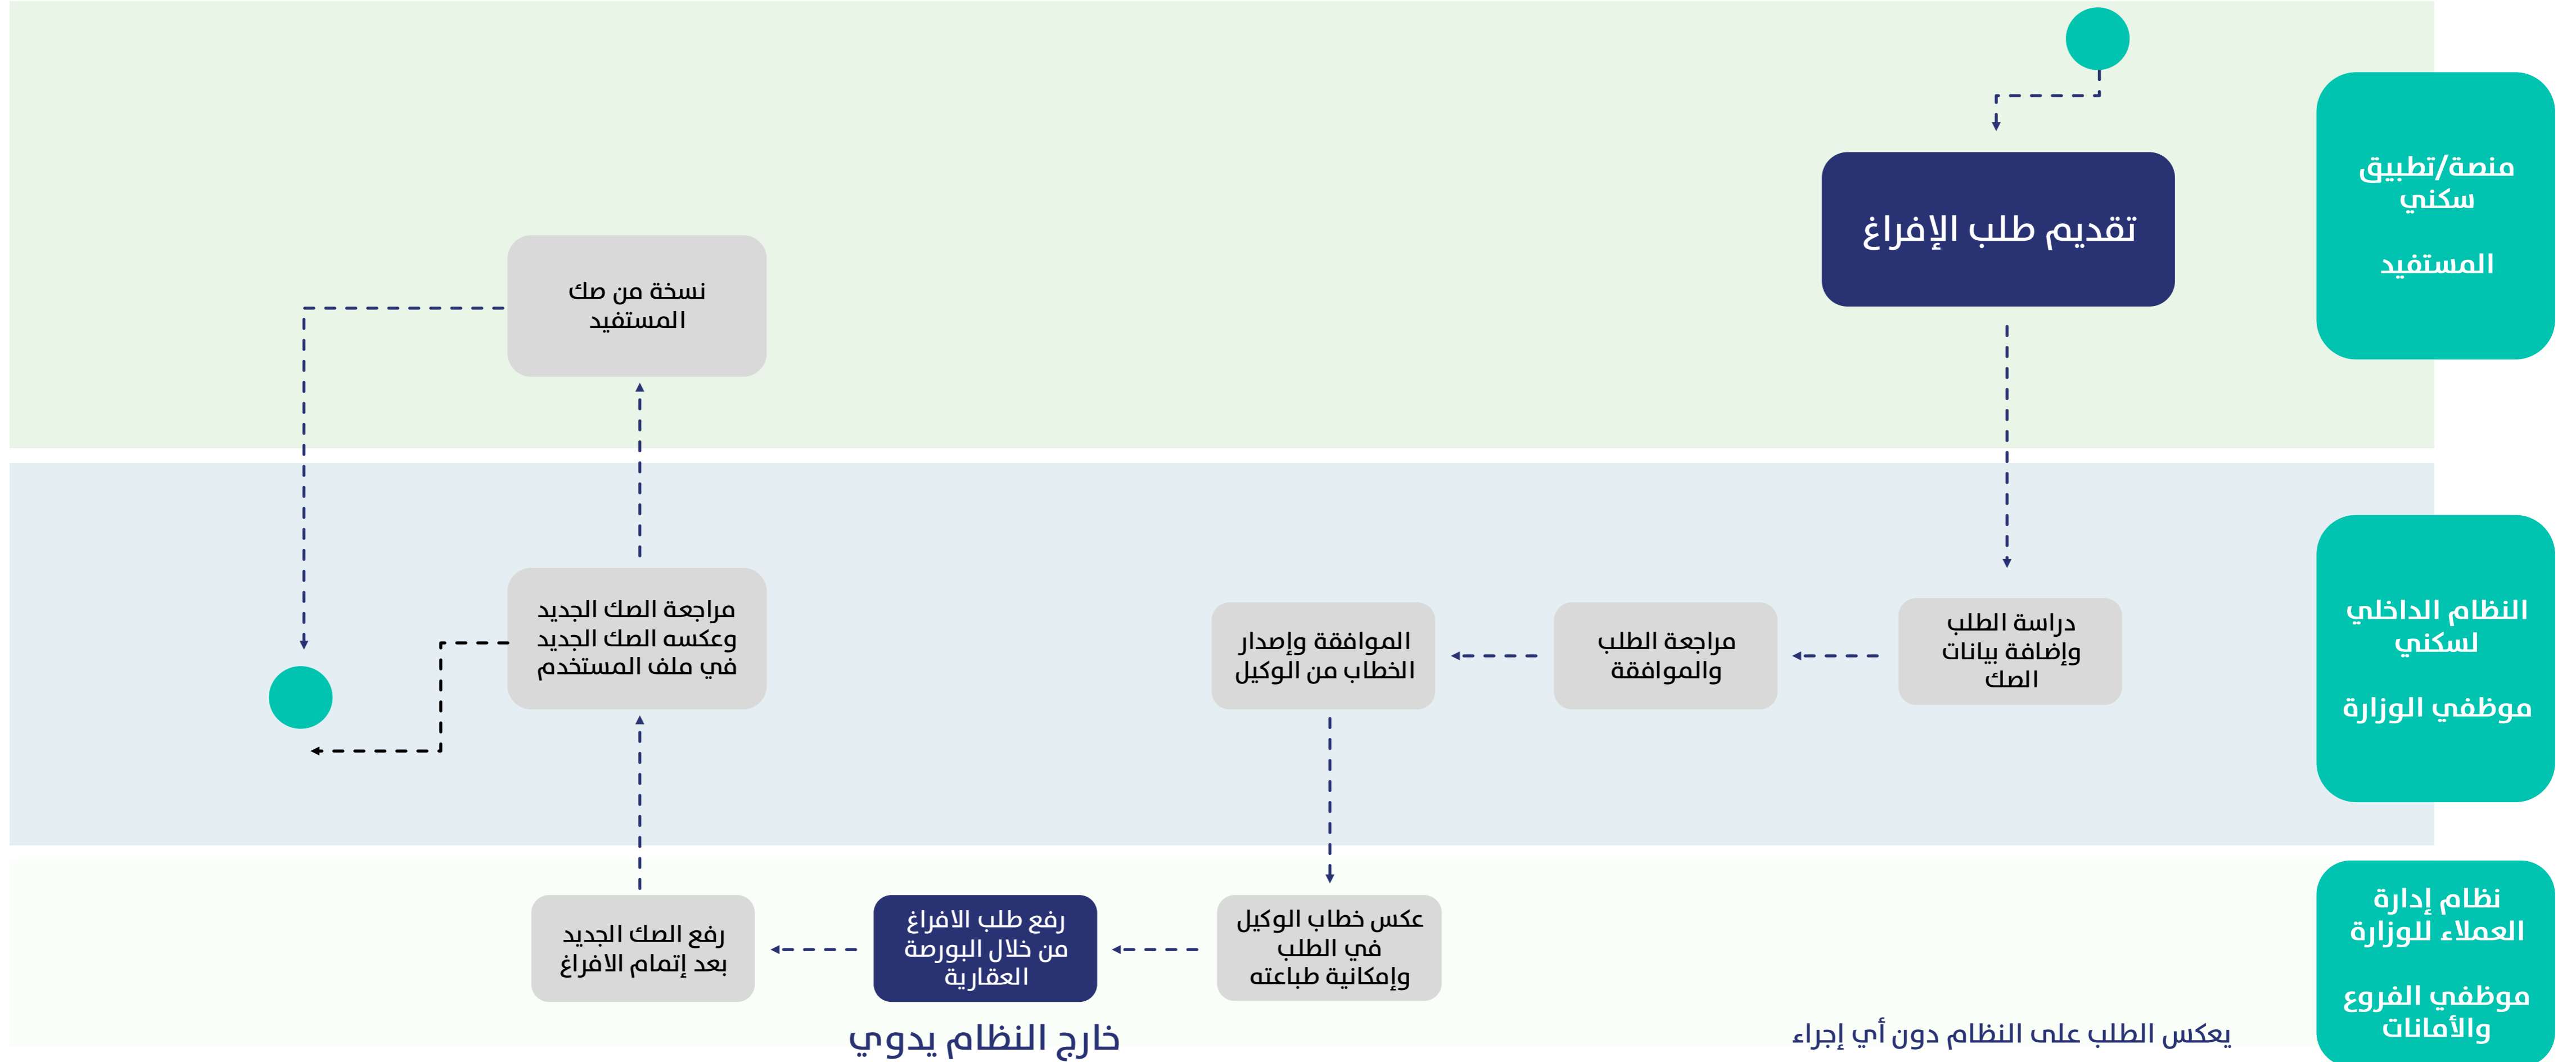 منصة/تطبيق
سكني
المستفيد
تقديم طلب الإفراغ
نسخة من صك
المستفيد
النظام الداخلي
لسكني
موظفي الوزارة
دراسة الطلب
وإضافة بيانات
الصك
مراجعة الطلب
والموافقة
الموافقة وإصدار
الخطاب من الوكيل
مراجعة الصك الجديد
وعكسه الصك الجديد
في ملف المستخدم
نظام إدارة
العملاء للوزارة
موظفي الفروع
والأمانات
عكس خطاب الوكيل
في الطلب
وإمكانية طباعته
رفع طلب الافراغ
من خلال البورصة
العقارية
رفع الصك الجديد
بعد إتمام الافراغ
يعكس الطلب على النظام دون أي إجراء
خارج النظام يدوي